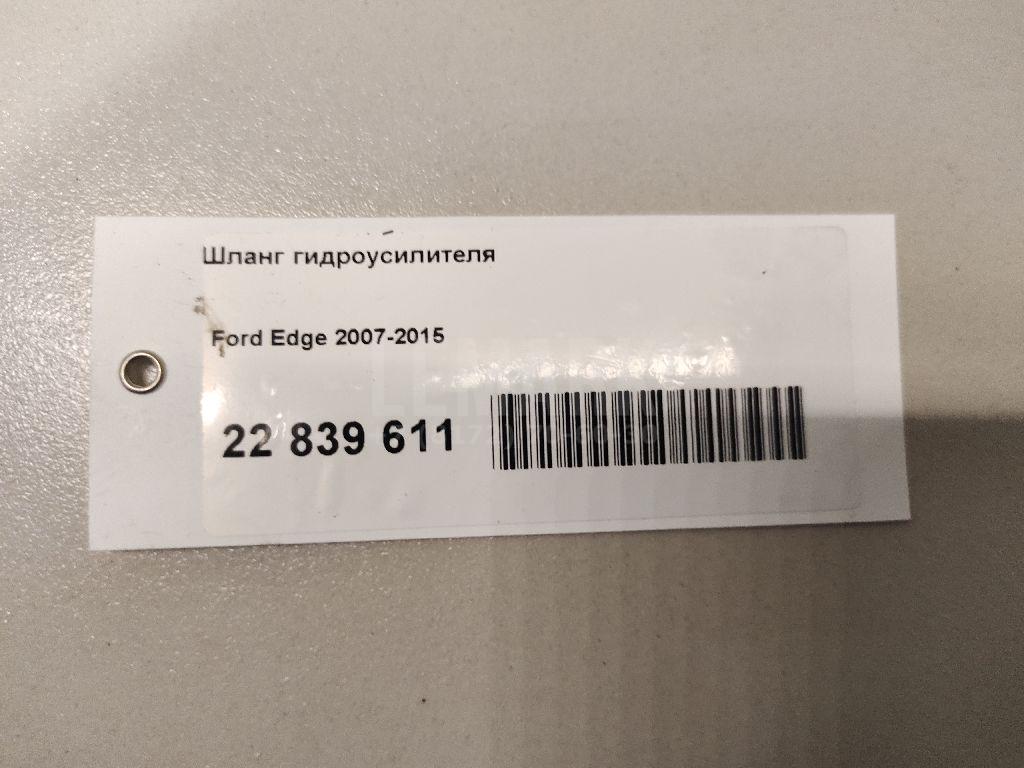 Шланг гидроусилителя
Ford Edge 2007-2015
22 839 611